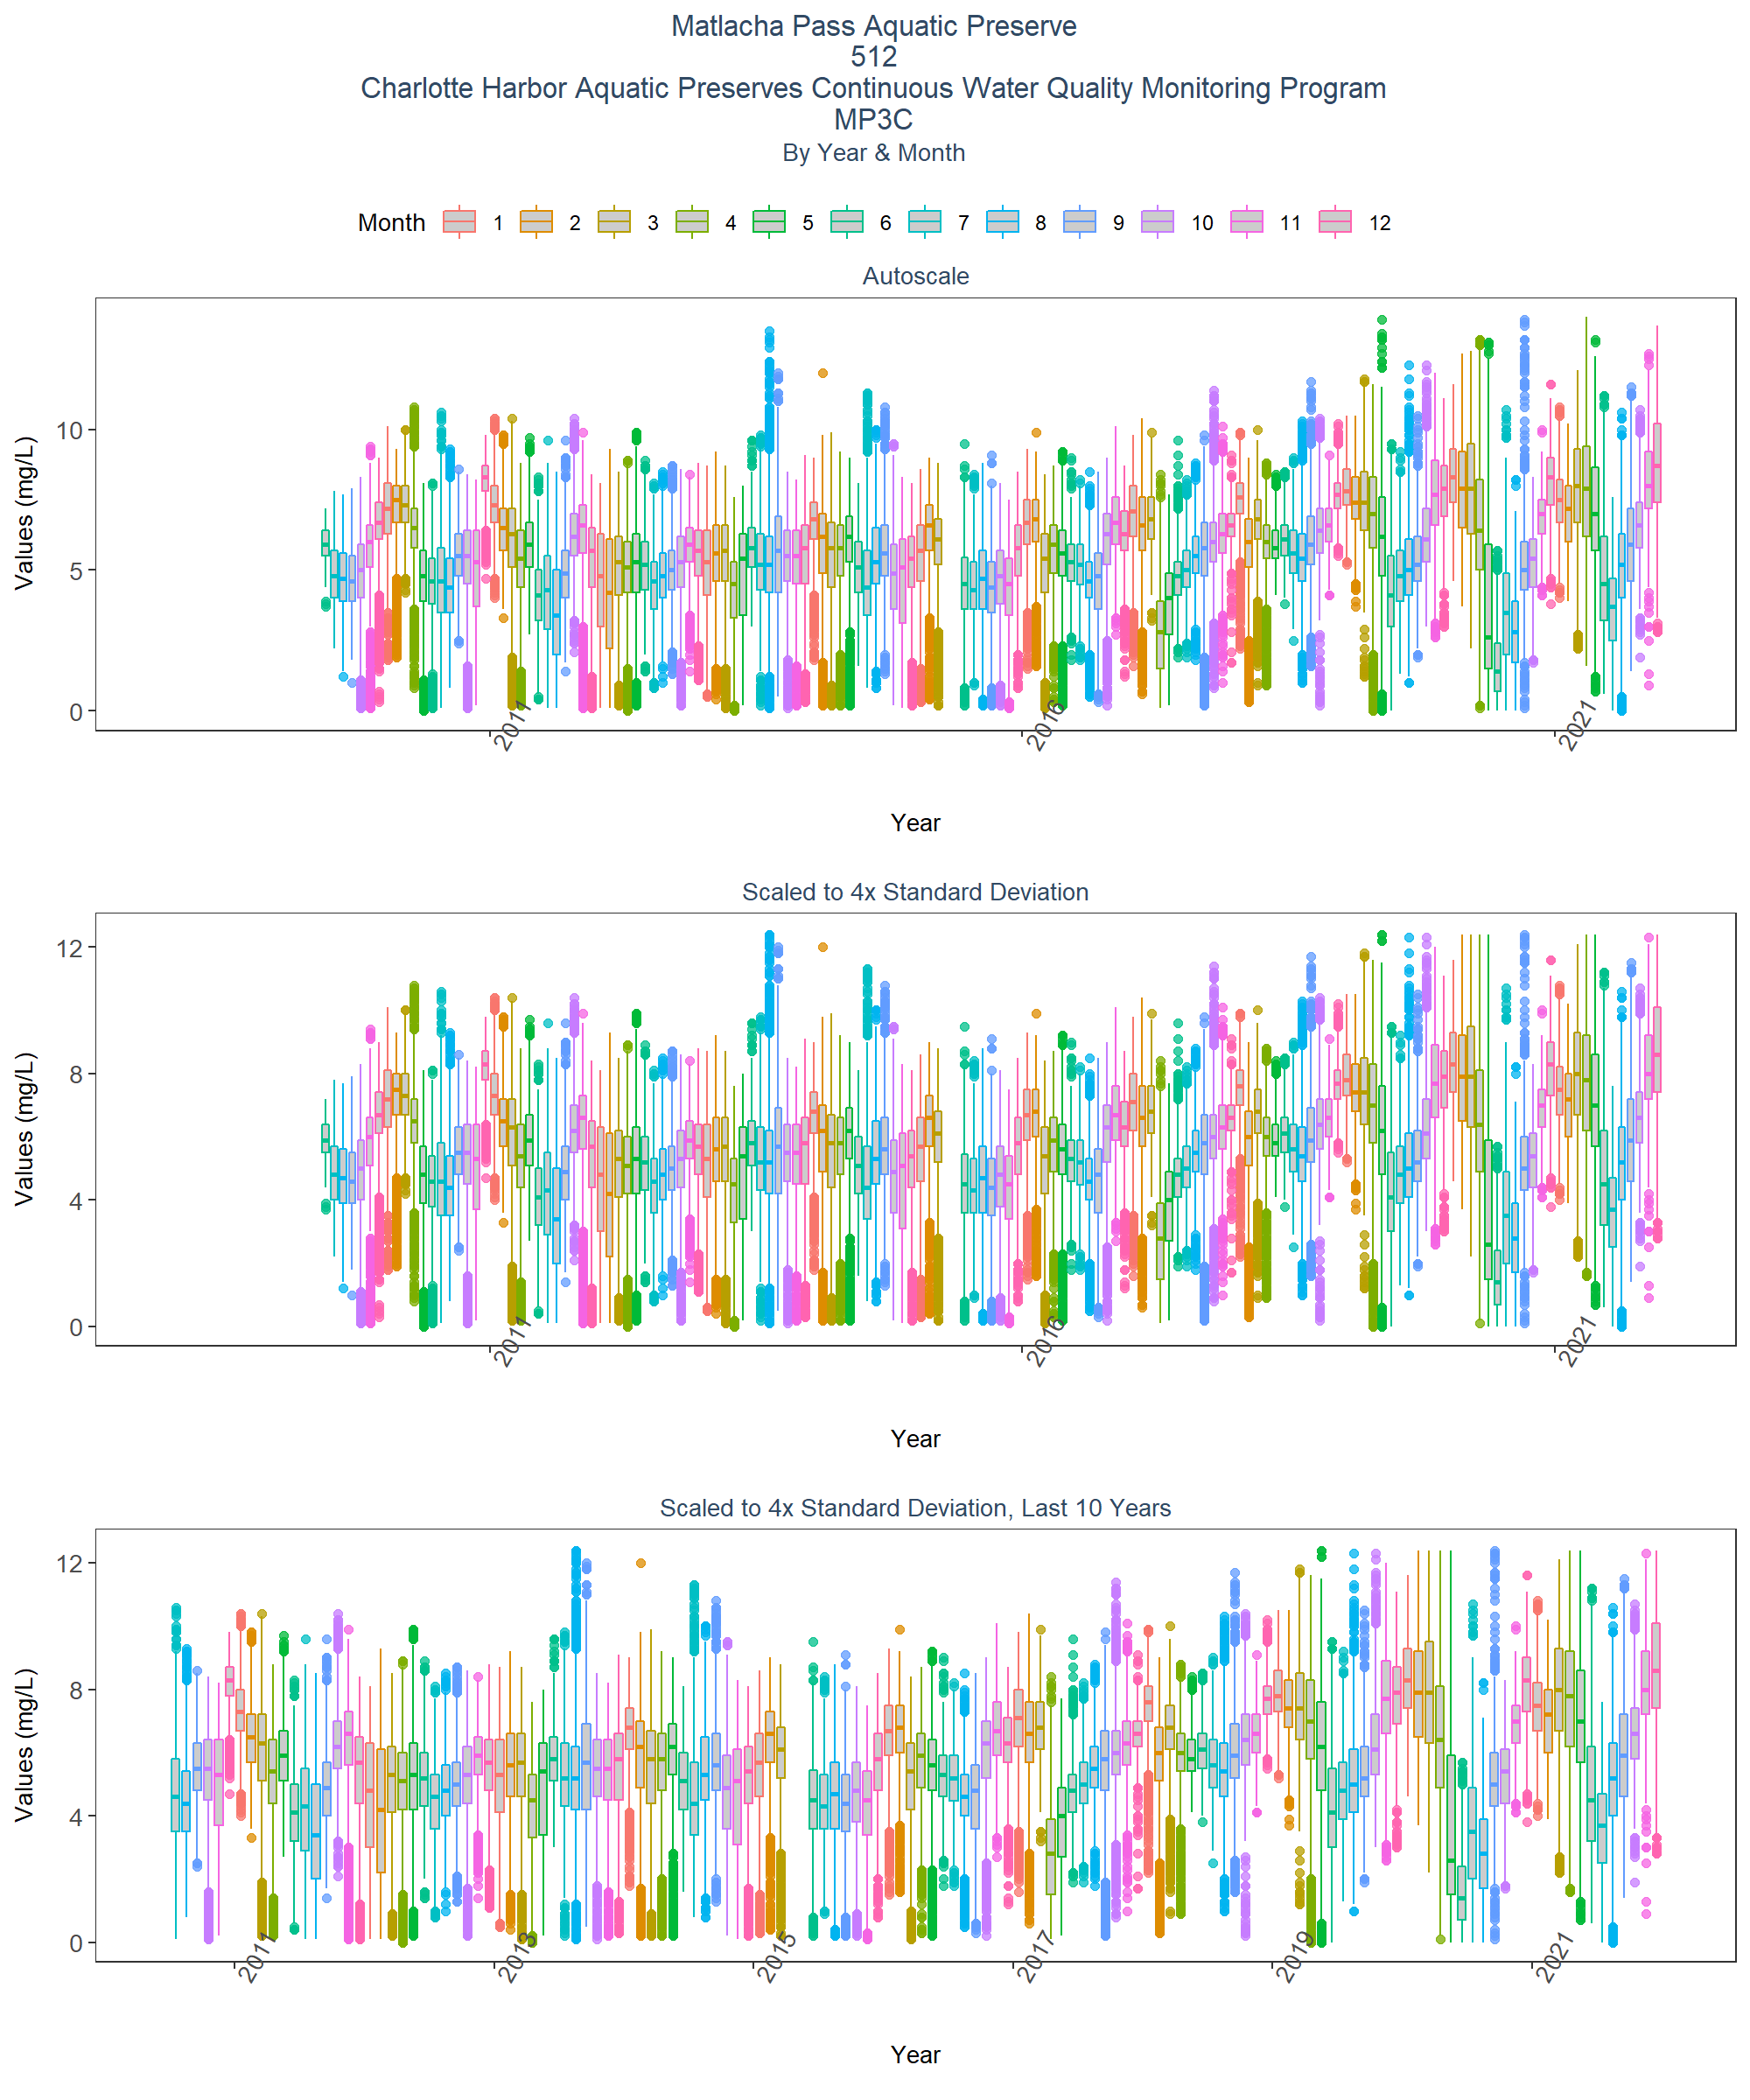 Matlacha Pass Aquatic Preserve
512
Charlotte Harbor Aquatic Preserves Continuous Water Quality Monitoring Program
MP3C
By Year & Month
Month 1 2 3 4 5 6 7 8 9 10 11 12
Autoscale
Values (mg/L)
10
5
0
2011 2016 2021
Year
Scaled to 4x Standard Deviation
Values (mg/L)
12
8
4
0
2011 2016 2021
Year
Scaled to 4x Standard Deviation, Last 10 Years
Values (mg/L)
12
8
4
0
2011 2013 2015 2017 2019 2021
Year